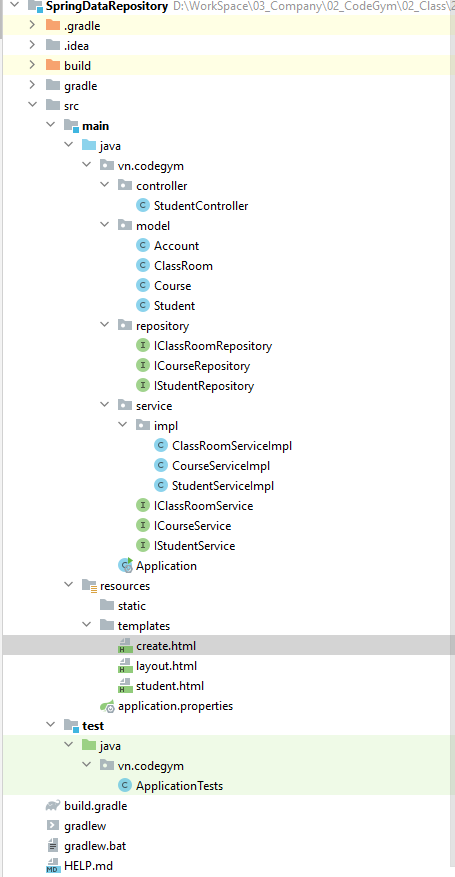 SpringDataRepository D:\WorkSpace\03_Company\02_CodeGym\02_Class\2
.gradle
.idea
build
gradle
src
main
java
vn.codegym
controller
StudentController
model
Account
ClassRoom
Course
Student
repository
IClassRoomRepository
ICourseRepository
IStudentRepository
service
impl
ClassRoomServiceImpl
CourseServiceImpl
StudentServiceImpl
IClassRoomService
ICourseService
IStudentService
Application
resources
static
templates
create.html
layout.html
student.html
application.properties
test
java
vn.codegym
ApplicationTests
build.gradle
gradlew
gradlew.bat
HELP.md